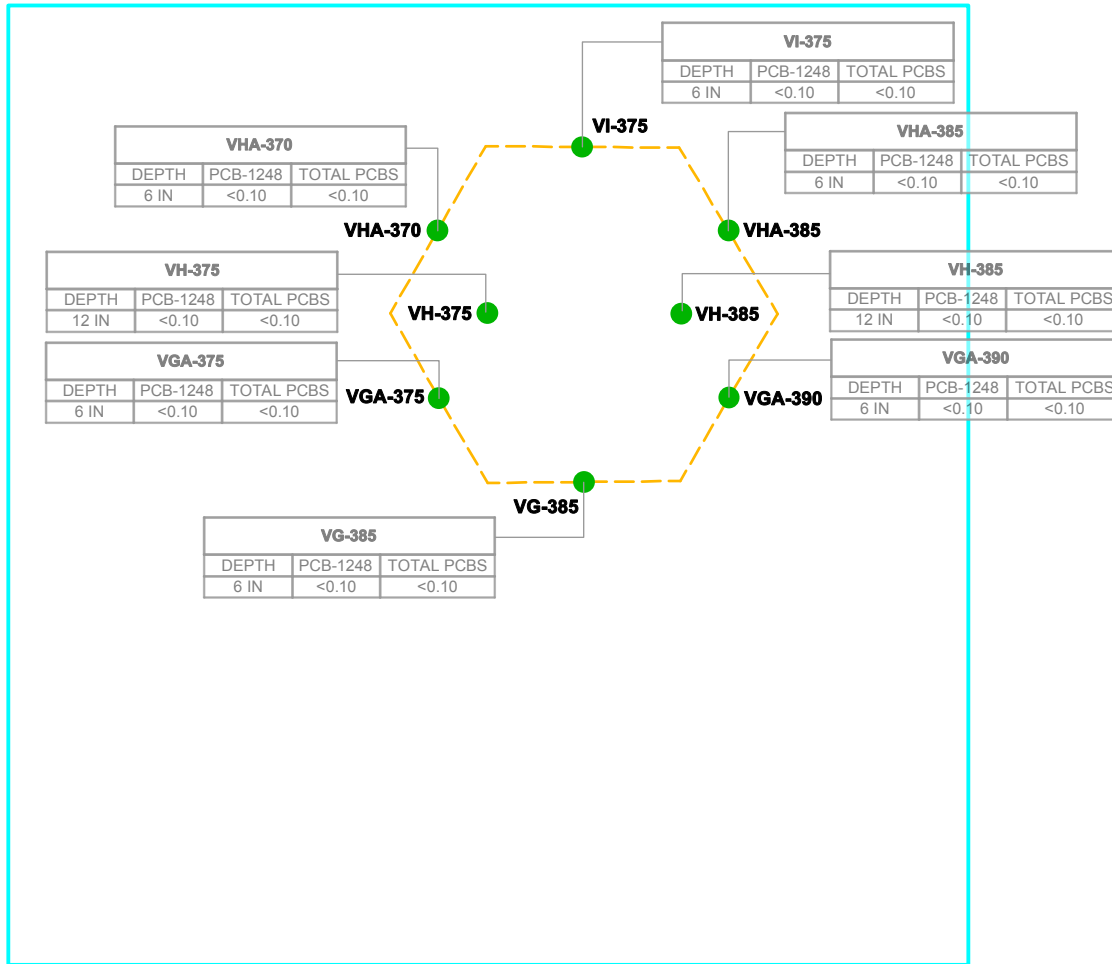 VI-375
DEPTH PCB-1248 TOTAL PCBS
6 IN <0.10 <0.10
VI-375
VHA-370
DEPTH PCB-1248 TOTAL PCBS
6 IN <0.10 <0.10
VHA-385
DEPTH PCB-1248 TOTAL PCBS
6 IN <0.10 <0.10
VHA-370
VHA-385
VH-375
DEPTH PCB-1248 TOTAL PCBS
12 IN <0.10 <0.10
VH-375
VH-385
VH-385
DEPTH PCB-1248 TOTAL PCBS
12 IN <0.10 <0.10
VGA-375
DEPTH PCB-1248 TOTAL PCBS
6 IN <0.10 <0.10
VGA-375
VGA-390
VGA-390
DEPTH PCB-1248 TOTAL PCBS
6 IN <0.10 <0.10
VG-385
VG-385
DEPTH PCB-1248 TOTAL PCBS
6 IN <0.10 <0.10